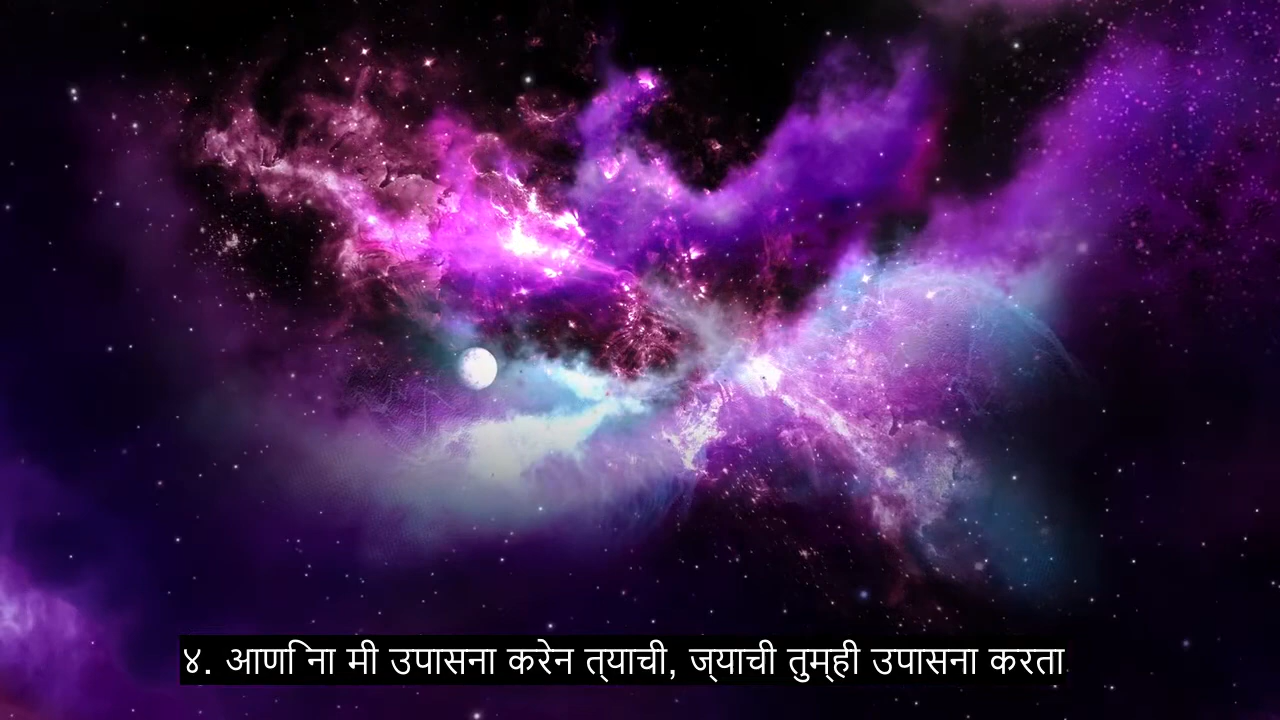 ४. आणि ना मी उपासना करेन त्याची, ज्याची तुम्ही उपासना करता